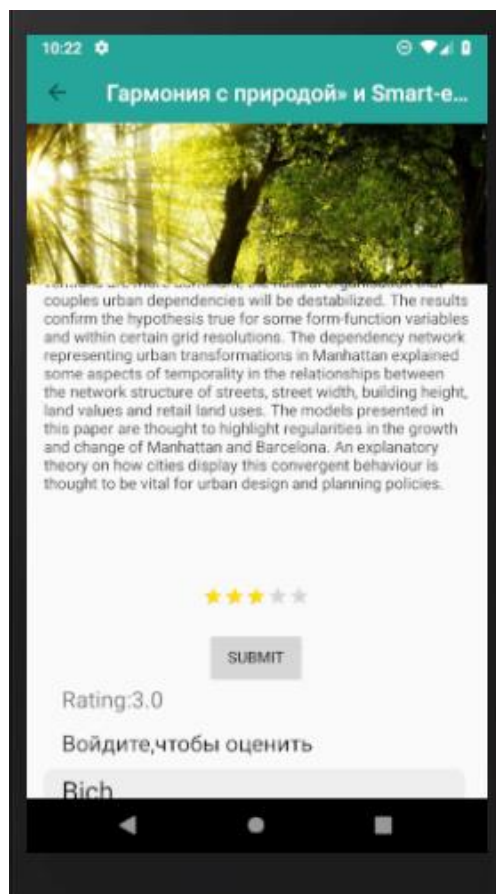 10:22
Гармония с природой» и Smart-e...
couples urban dependencies will be destabilized. The results
confirm the hypothesis true for some form-function variables
and within certain grid resolutions. The dependency network
representing urban transformations in Manhattan explained
some aspects of temporality in the relationships between
the network structure of streets, street width, building height,
land values and retail land uses. The models presented in
this paper are thought to highlight regularities in the growth
and change of Manhattan and Barcelona. An explanatory
theory on how cities display this convergent behaviour is
thought to be vital for urban design and planning policies.
SUBMIT
Rating:3.0
Войдите,чтобы оценить
Rich